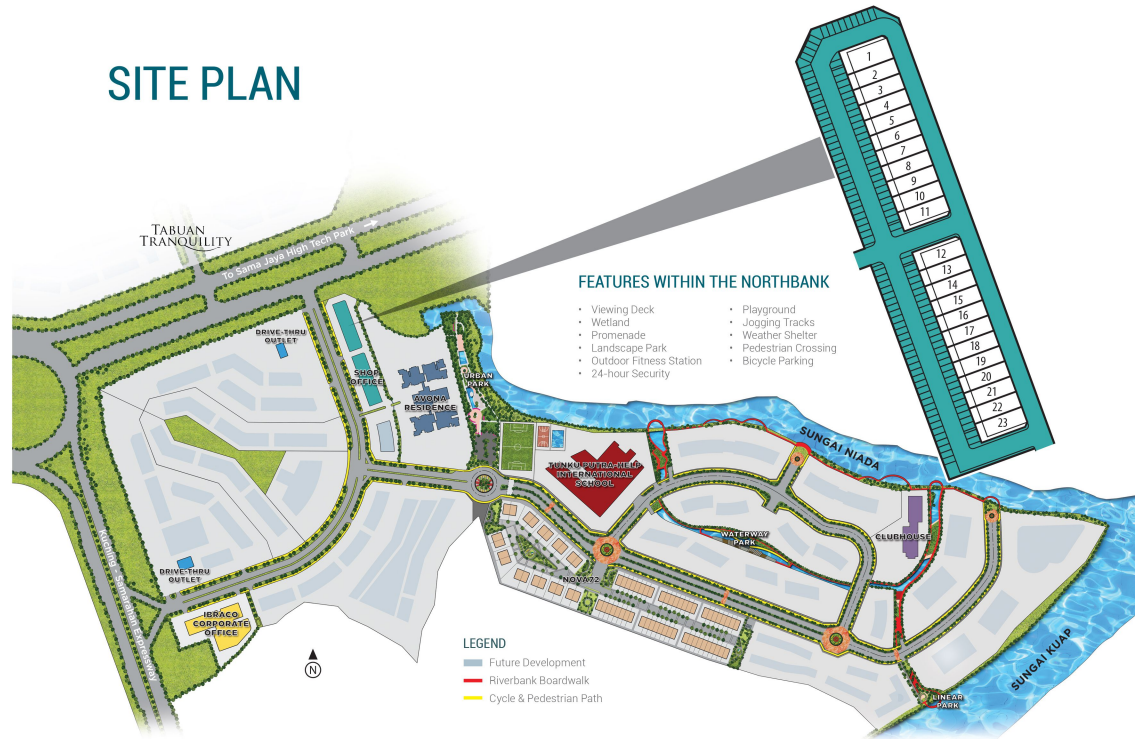 SITE PLAN
1
2
3
4
5
6
7
8
9
10
11
12
13
14
15
16
17
18
19
20
21
22
23
TABUAN
TRANQUILITY
To Sama Jaya High Tech Park
FEATURES WITHIN THE NORTHBANK
• Viewing Deck
• Wetland
• Promenade
• Landscape Park
• Outdoor Fitness Station
• 24-hour Security
• Playground
• Jogging Tracks
• Weather Shelter
• Pedestrian Crossing
• Bicycle Parking
DRIVE-THRU
OUTLET
SHOP
OFFICE
AVONA
RESIDENCE
URBAN
PARK
TUNKU PUTRA-HELP
INTERNATIONAL
SCHOOL
SUNGAI NIADA
CLUBHOUSE
WATERWAY
PARK
NOVA72
DRIVE-THRU
OUTLET
IBRACO
CORPORATE
OFFICE
Kuching - Samarahan Expressway
SUNGAI KUAP
LINEAR
PARK
N
LEGEND
Future Development
Riverbank Boardwalk
Cycle & Pedestrian Path